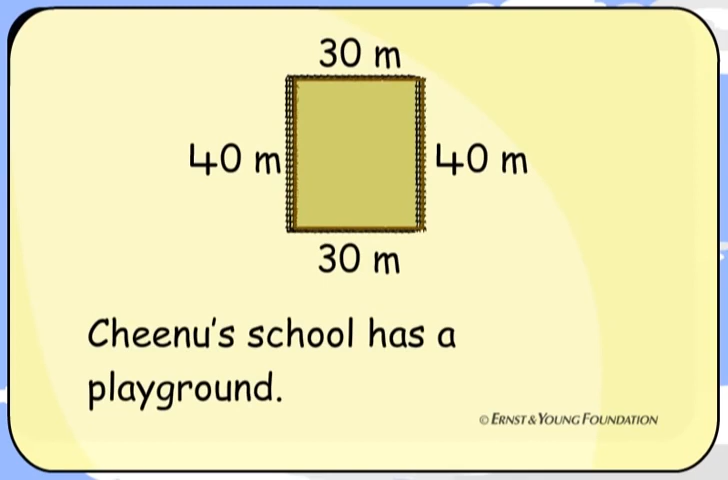 30 m
40 m 40 m
30 m
Cheenu's school has a
playground.
© ERNST & YOUNG FOUNDATION